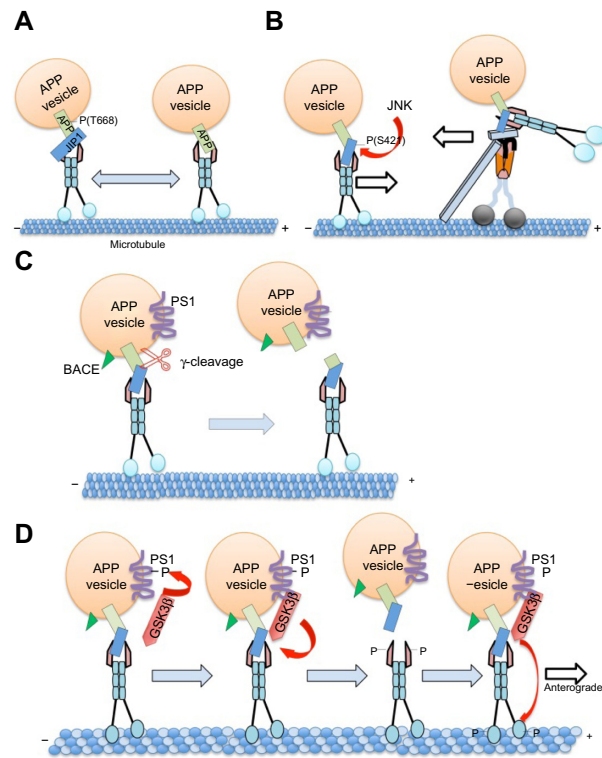 A
APP
vesicle
APP
P(T668)
JIP1
APP
vesicle
APP
–
+
Microtubule
B
APP
vesicle
JNK
P(S421)
APP
vesicle
–
+
C
APP
vesicle
PS1
BACE
γ-cleavage
APP
vesicle
–
+
D
APP
vesicle
PS1
P
GSK3β
APP
vesicle
PS1
P
GSK3β
APP
vesicle
P
P
APP
–esicle
PS1
P
GSK3β
Anterograde
P
P
–
+